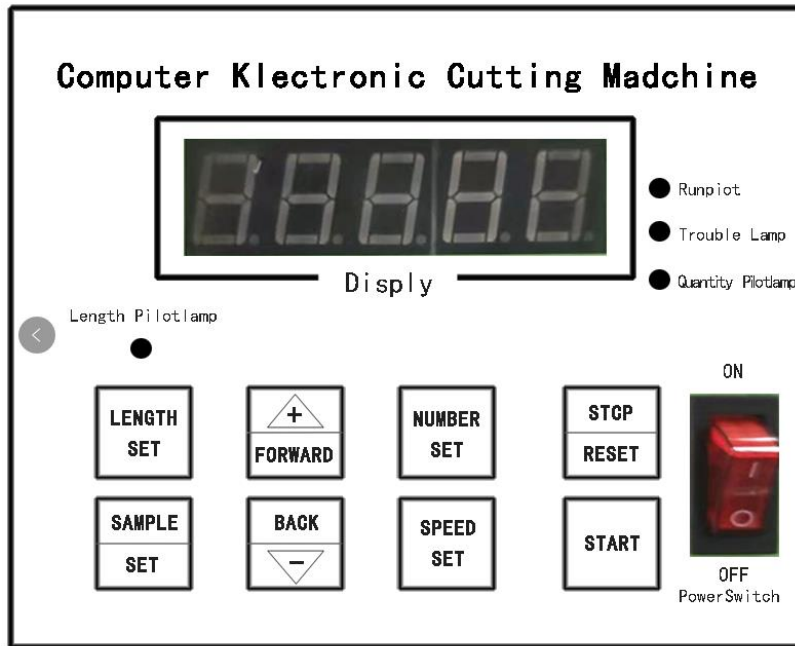 Computer Klectronic Cutting Madchine
Runpiot
Trouble Lamp
Quantity Pilotlamp
Disply
Length Pilotlamp
ON
LENGTH
SET
+
FORWARD
NUMBER
SET
STCP
RESET
SAMPLE
SET
BACK
−
SPEED
SET
START
OFF
PowerSwitch